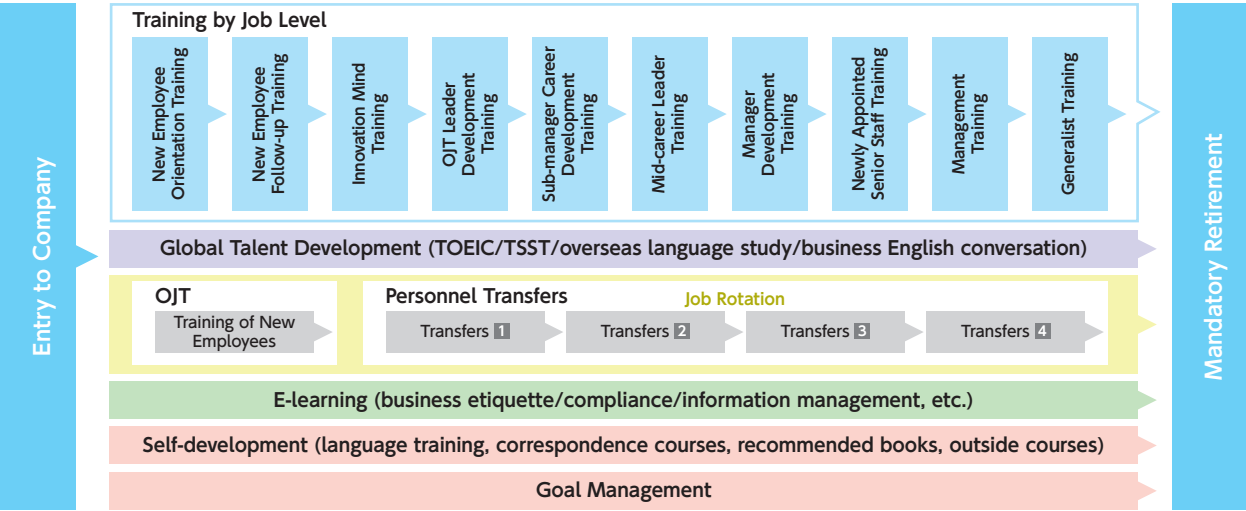 Entry to Company
Training by Job Level
New Employee
Orientation Training
New Employee
Follow-up Training
Innovation Mind
Training
OJT Leader
Development
Training
Sub-manager Career
Development
Training
Mid-career Leader
Training
Manager
Development
Training
Newly Appointed
Senior Staff Training
Management
Training
Generalist Training
Global Talent Development (TOEIC/TSST/overseas language study/business English conversation)
OJT
Training of New
Employees
Personnel Transfers
Job Rotation
Transfers 1
Transfers 2
Transfers 3
Transfers 4
E-learning (business etiquette/compliance/information management, etc.)
Self-development (language training, correspondence courses, recommended books, outside courses)
Goal Management
Mandatory Retirement